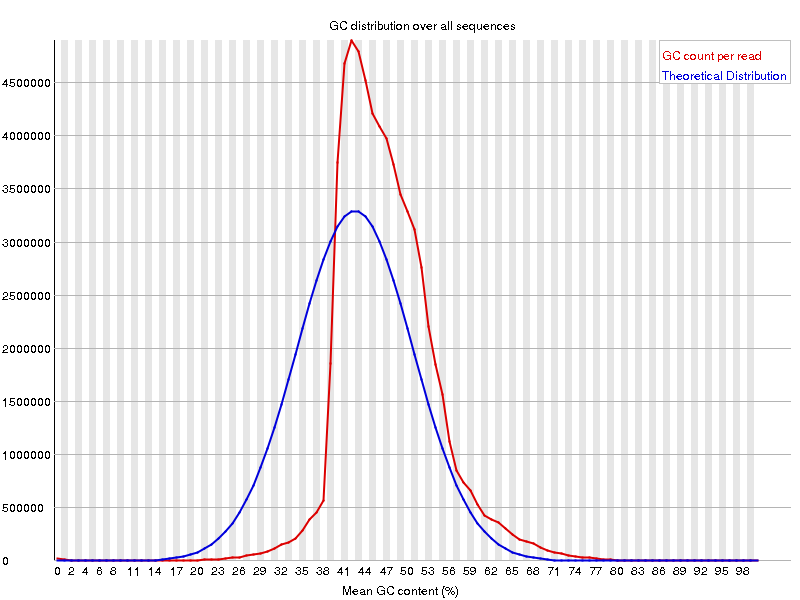 GC distribution over all sequences
GC count per read
Theoretical Distribution
4500000
4000000
3500000
3000000
2500000
2000000
1500000
1000000
500000
0
0 2 4 6 8 11 14 17 20 23 26 29 32 35 38 41 44 47 50 53 56 59 62 65 68 71 74 77 80 83 86 89 92 95 98
Mean GC content (%)